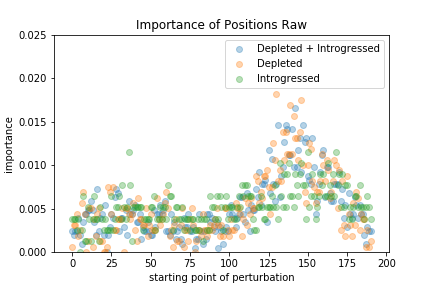 Importance of Positions Raw
Depleted + Introgressed
Depleted
Introgressed
importance
0.025
0.020
0.015
0.010
0.005
0.000
0 25 50 75 100 125 150 175 200
starting point of perturbation